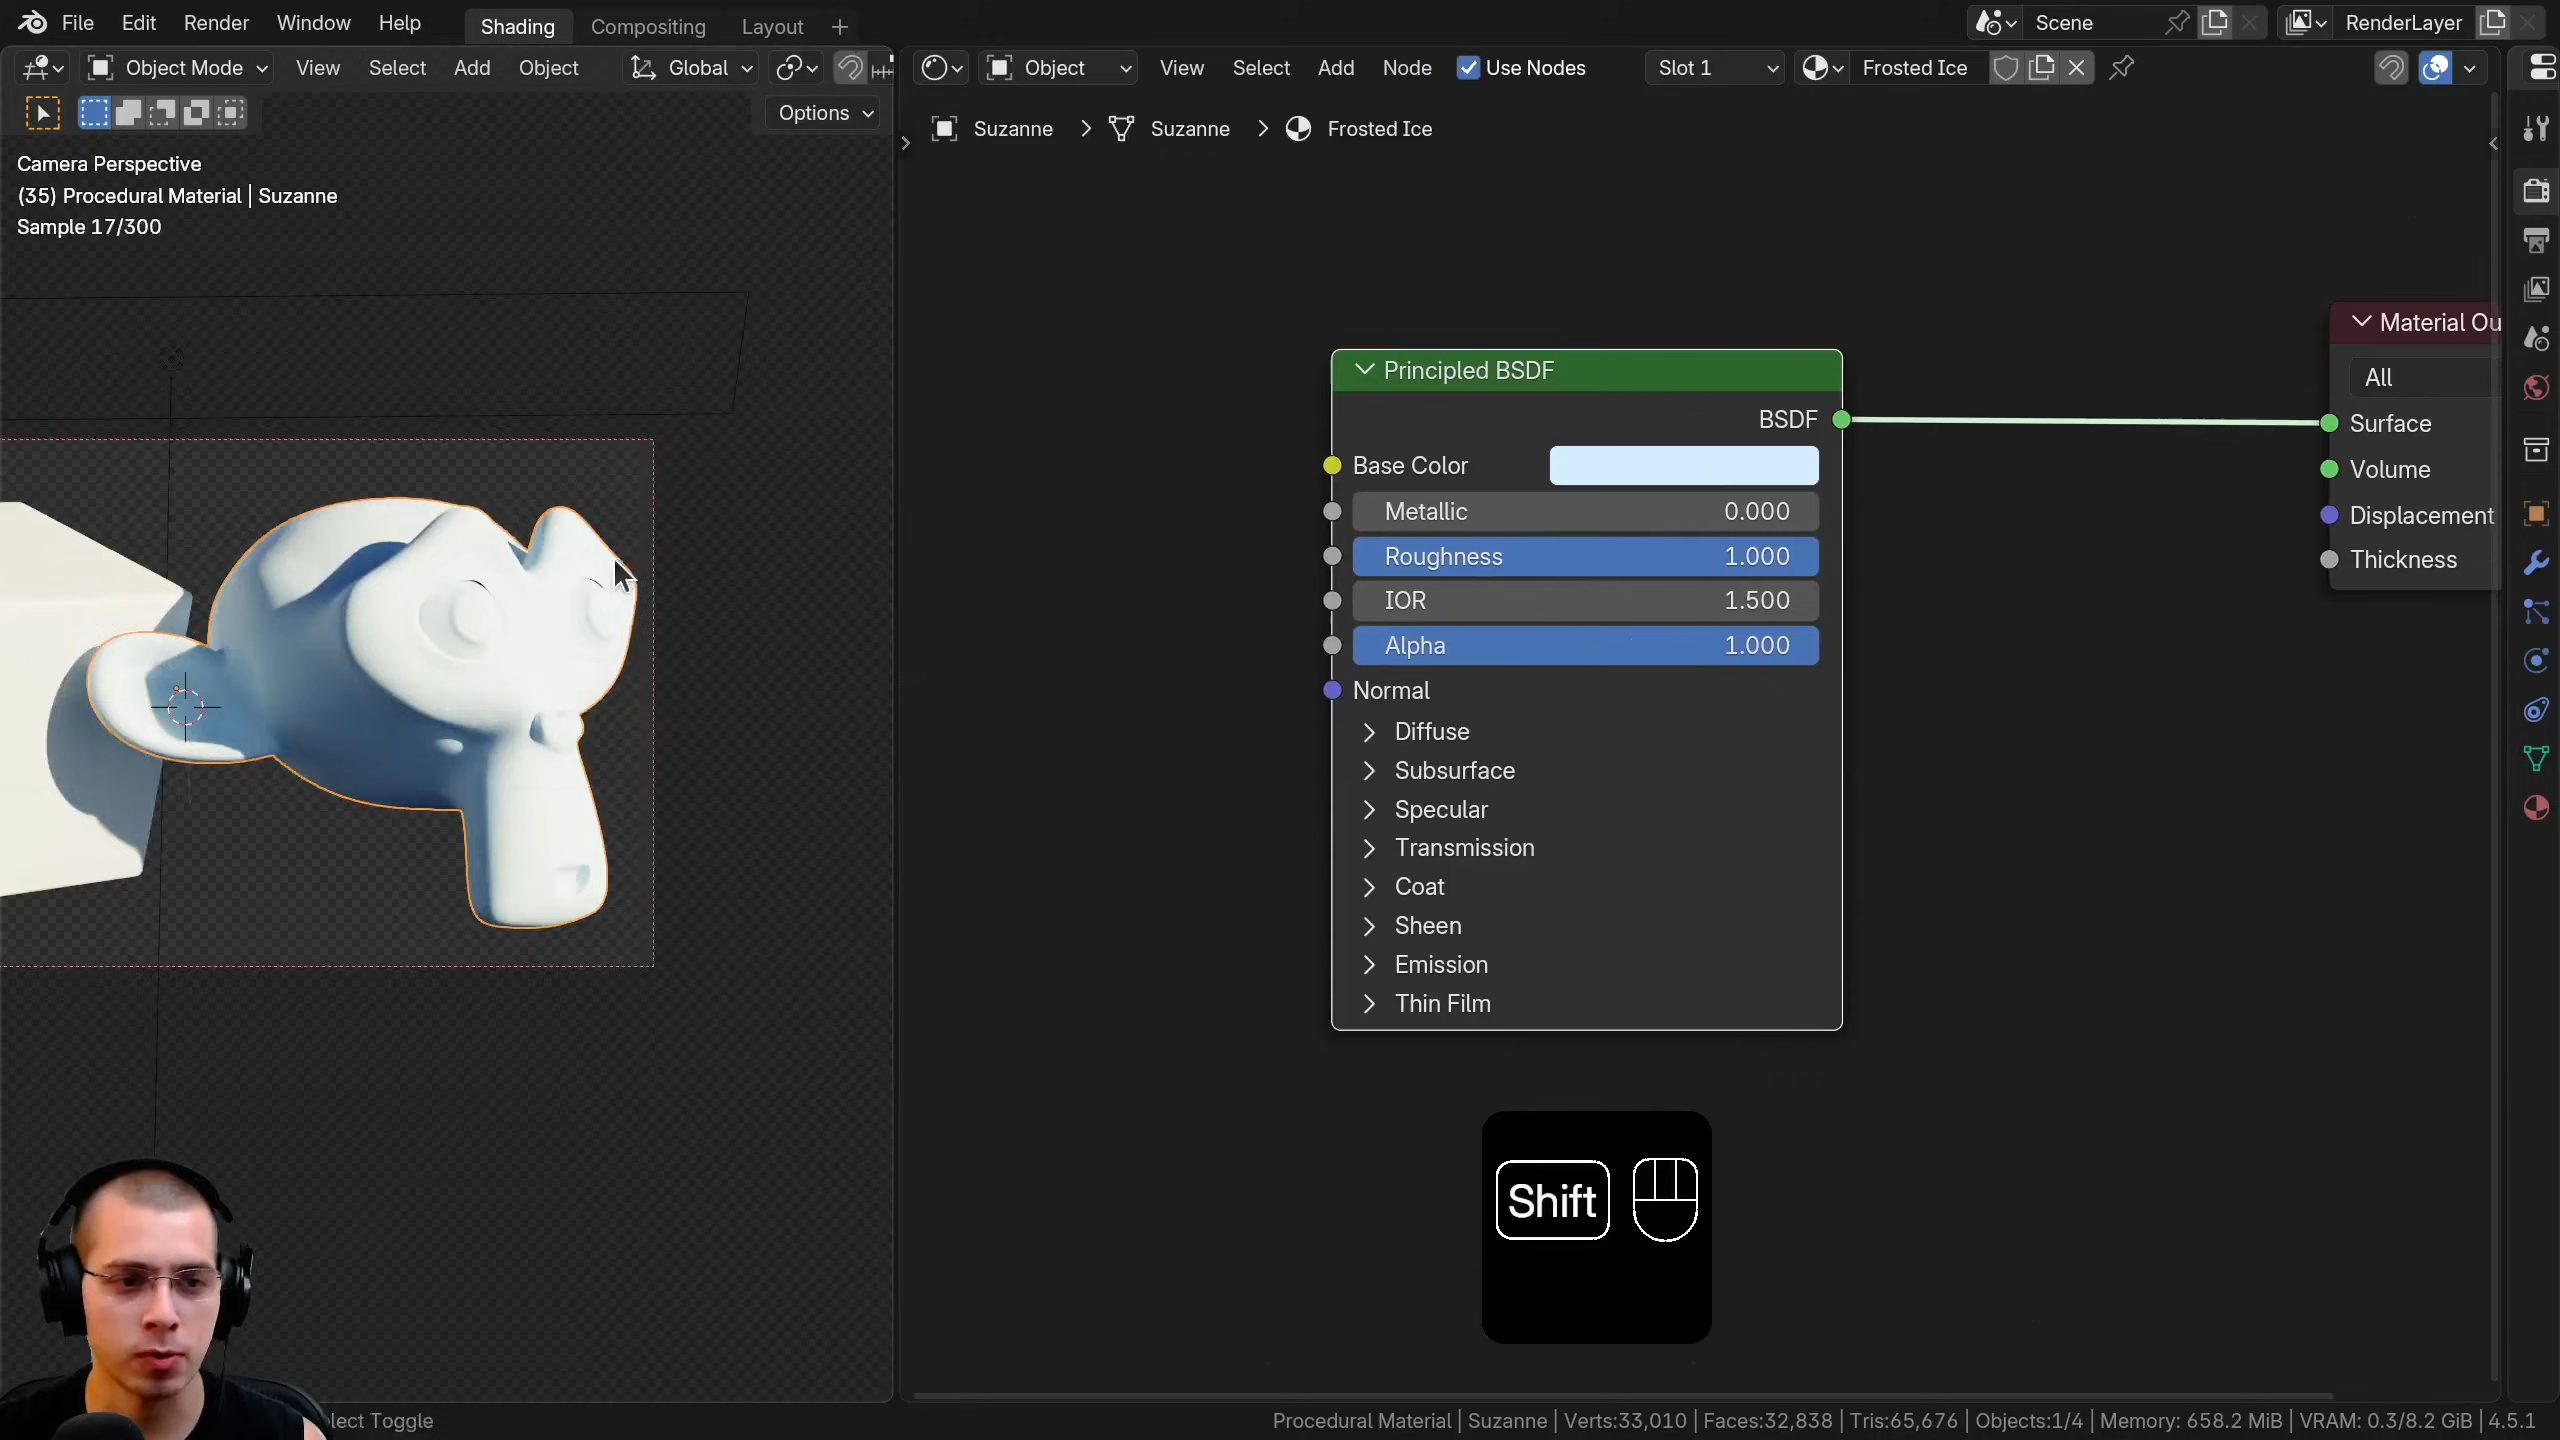 File Edit Render Window Help Shading Compositing Layout + Scene RenderLayer
Object Mode View Select Add Object Global Object View Select Add Node Use Nodes Slot 1 Frosted Ice
Options
Suzanne > Suzanne > Frosted Ice
Camera Perspective
(35) Procedural Material | Suzanne
Sample 17/300
Principled BSDF
BSDF
Base Color
Metallic 0.000
Roughness 1.000
IOR 1.500
Alpha 1.000
Normal
Diffuse
Subsurface
Specular
Transmission
Coat
Sheen
Emission
Thin Film
Material Ou
All
Surface
Volume
Displacement
Thickness
Shift
lect Toggle
Procedural Material | Suzanne | Verts:33,010 | Faces:32,838 | Tris:65,676 | Objects:1/4 | Memory: 658.2 MiB | VRAM: 0.3/8.2 GiB | 4.5.1